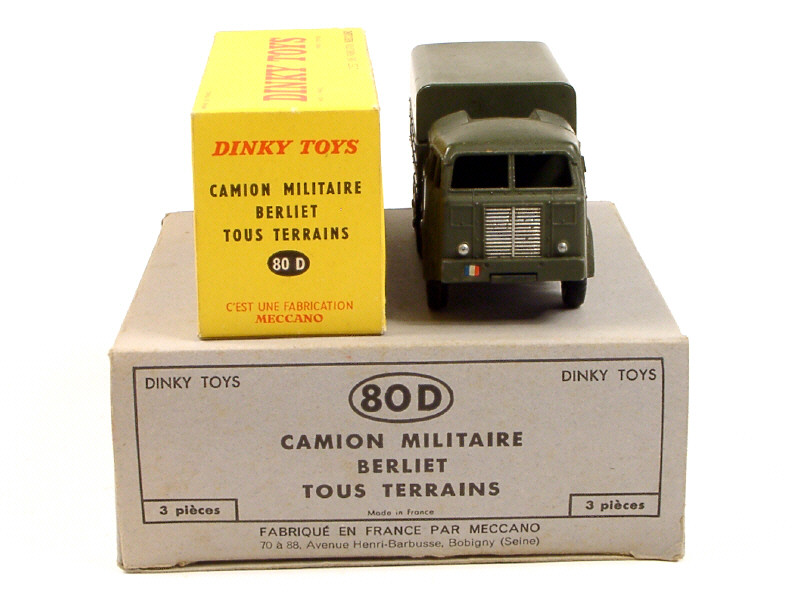 DINKY TOYS
DINKY TOYS
CAMION MILITAIRE
BERLIET
TOUS TERRAINS
80 D
C'EST UNE FABRICATION
MECCANO
DINKY TOYS
80 D
DINKY TOYS
CAMION MILITAIRE
BERLIET
TOUS TERRAINS
3 pièces
Made in France
3 pièces
FABRIQUÉ EN FRANCE PAR MECCANO
70 à 88, Avenue Henri-Barbusse, Bobigny (Seine)